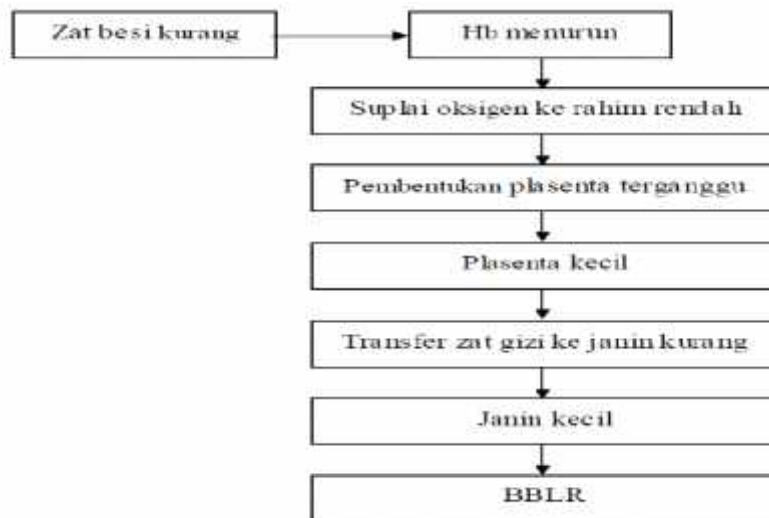 Zat besi kurang
Hb menurun
Suplai oksigen ke rahim rendah
Pembentukan plasenta terganggu
Plasenta kecil
Transfer zat gizi ke janin kurang
Janin kecil
BBLR